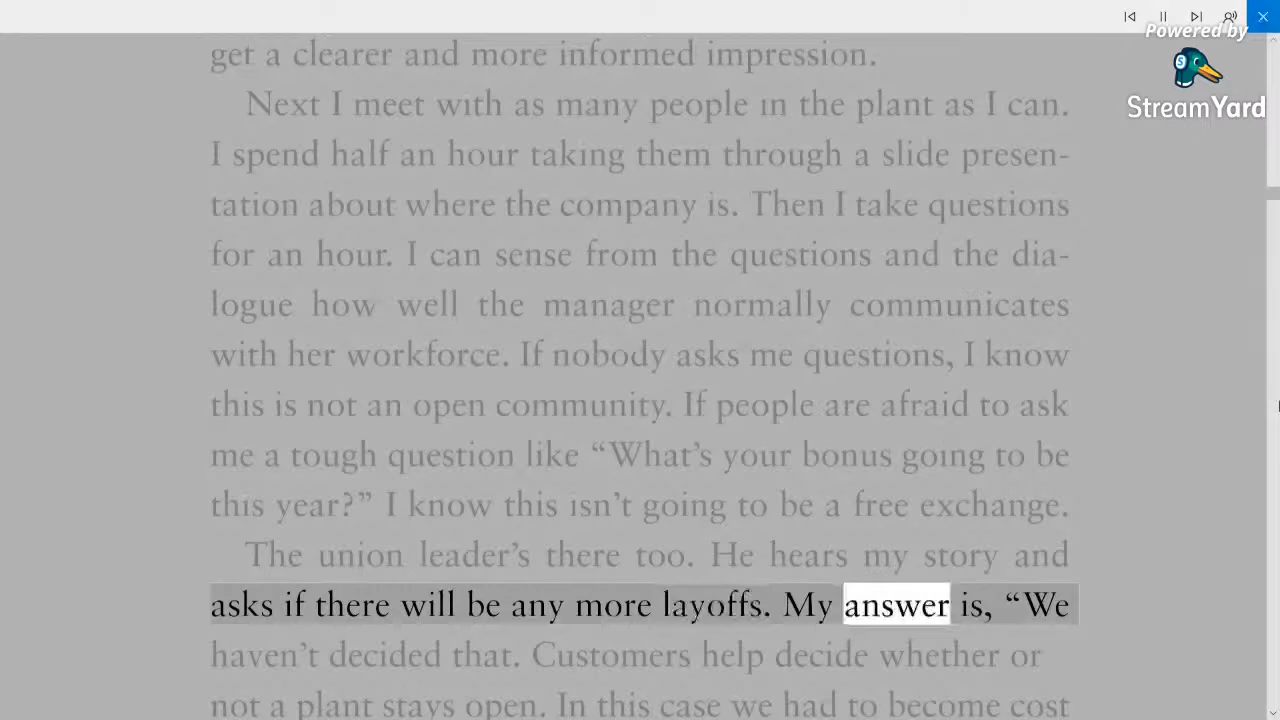 Powered by
StreamYard
get a clearer and more informed impression.
Next I meet with as many people in the plant as I can.
I spend half an hour taking them through a slide presen-
tation about where the company is. Then I take questions
for an hour. I can sense from the questions and the dia-
logue how well the manager normally communicates
with her workforce. If nobody asks me questions, I know
this is not an open community. If people are afraid to ask
me a tough question like “What’s your bonus going to be
this year?” I know this isn’t going to be a free exchange.
The union leader’s there too. He hears my story and
asks if there will be any more layoffs. My answer is, “We
haven’t decided that. Customers help decide whether or
not a plant stays open. In this case we had to become cost